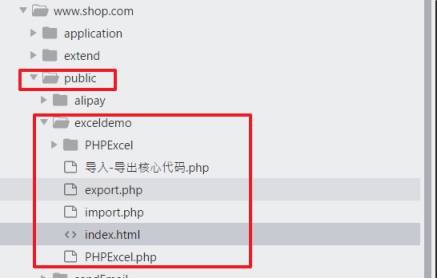 www.shop.com
application
extend
public
alipay
exceldemo
PHPExcel
导入-导出核心代码.php
export.php
import.php
<> index.html
PHPExcel.php
sendEmail